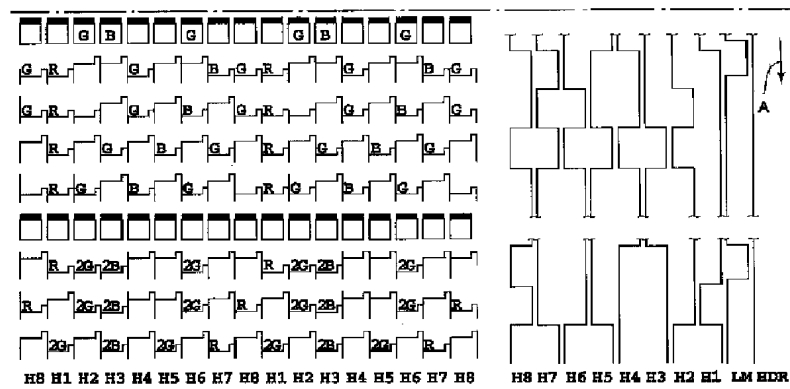 G B G G B G
G R G B G R G B G
G R G B G R G B G
A
R G B G R G B G
R G B G R G B G
R 2G 2B 2G R 2G 2B 2G
R 2G 2B 2G R 2G 2B 2G R
2G 2B 2G R 2G 2B 2G R
H8 H1 H2 H3 H4 H5 H6 H7 H8 H1 H2 H3 H4 H5 H6 H7 H8 H8 H7 H6 H5 H4 H3 H2 H1 LM HDR